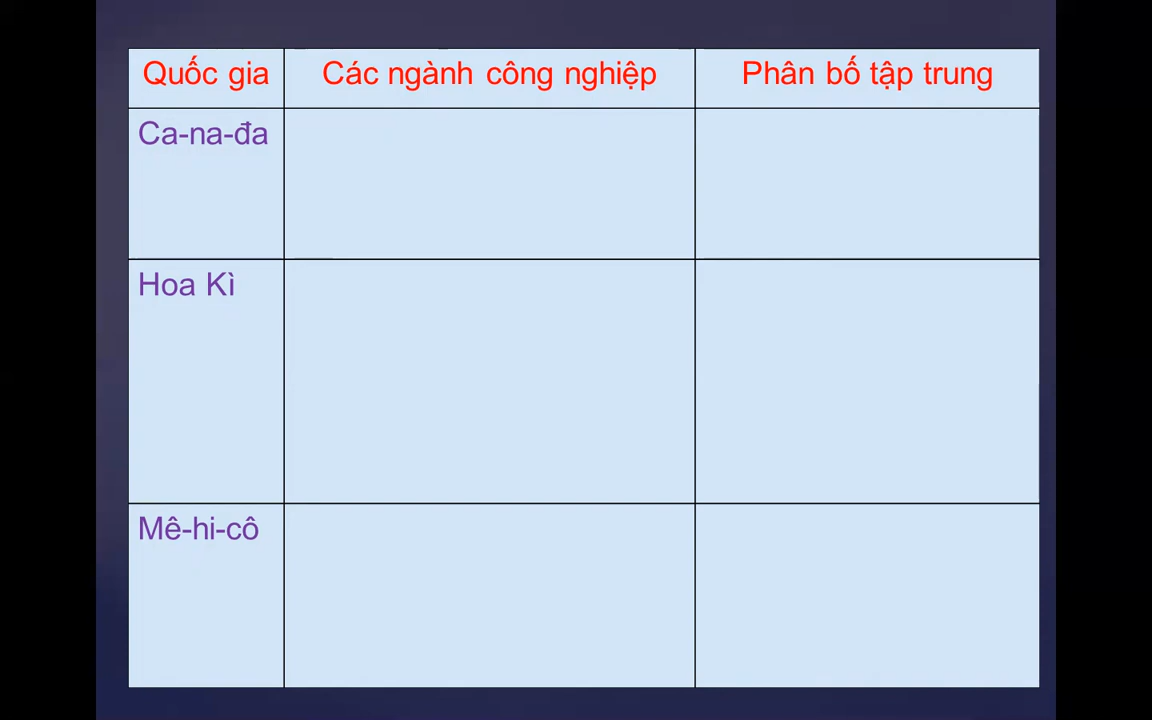 Quốc gia Các ngành công nghiệp Phân bố tập trung
Ca-na-đa
Hoa Kì
Mê-hi-cô